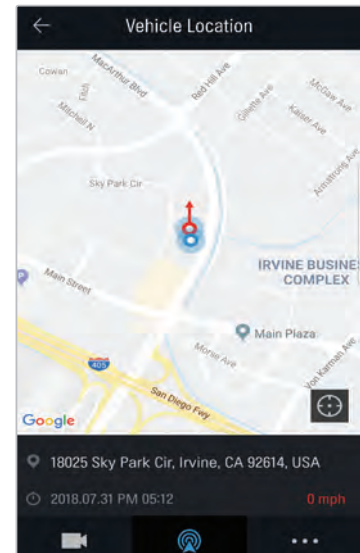 Vehicle Location
Cowan
MacArthur Blvd
Red Hill Ave
Fitch
Mitchell N
Gillette Ave
McGaw Ave
Kaiser Ave
Armstrong Ave
Sky Park Cir
IRVINE BUSINE
COMPLEX
P
Main Street
Main Plaza
Morse Ave
Von Karman Ave
405
San Diego Fwy
Google
18025 Sky Park Cir, Irvine, CA 92614, USA
2018.07.31 PM 05:12
0 mph